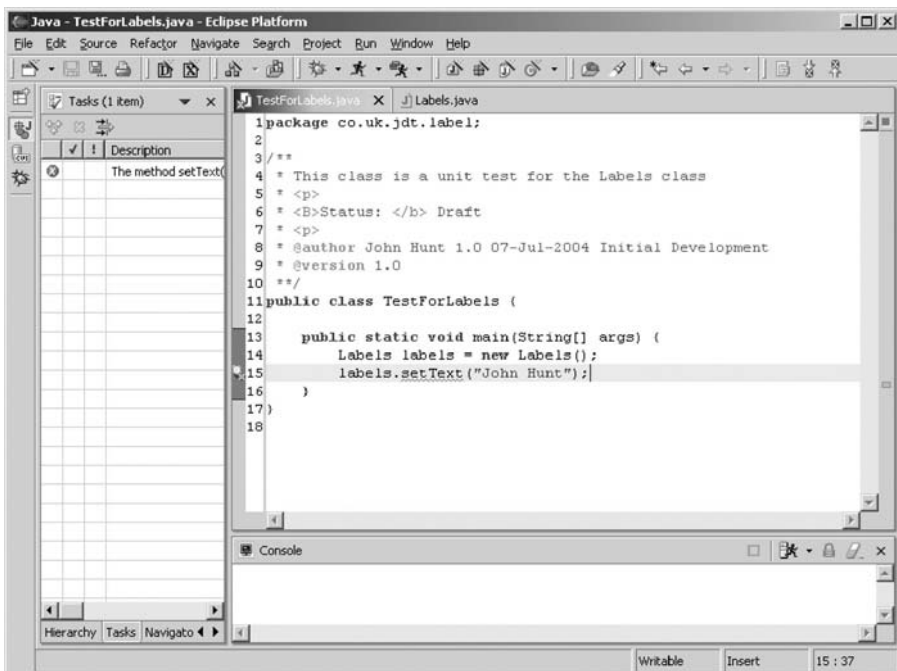 Java - TestForLabels.java - Eclipse Platform
File Edit Source Refactor Navigate Search Project Run Window Help
Tasks (1 item)
! Description
The method setText(
Hierarchy Tasks Navigato
TestForLabels.java
Labels.java
1 package co.uk.jdt.label;
2
3 /**
4 * This class is a unit test for the Labels class
5 * <p>
6 * <B>Status: </b> Draft
7 * <p>
8 * @author John Hunt 1.0 07-Jul-2004 Initial Development
9 * @version 1.0
10 **/
11 public class TestForLabels {
12
13 public static void main(String[] args) {
14 Labels labels = new Labels();
15 labels.setText("John Hunt");
16 }
17 }
18
Console
Writable Insert 15 : 37